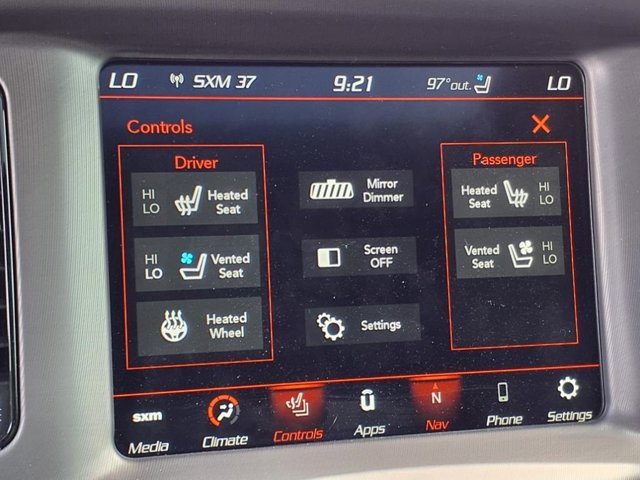 LO SXM 37 9:21 97°out. LO
Controls
Driver
HI
LO
Heated
Seat
HI
LO
Vented
Seat
Heated
Wheel
Mirror
Dimmer
Screen
OFF
Settings
Passenger
Heated
Seat
HI
LO
Vented
Seat
HI
LO
sxm
Media
Climate
Controls
Apps
N
Nav
Phone
Settings